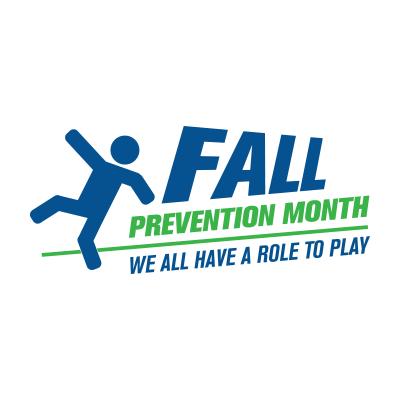 FALL
PREVENTION MONTH
WE ALL HAVE A ROLE TO PLAY